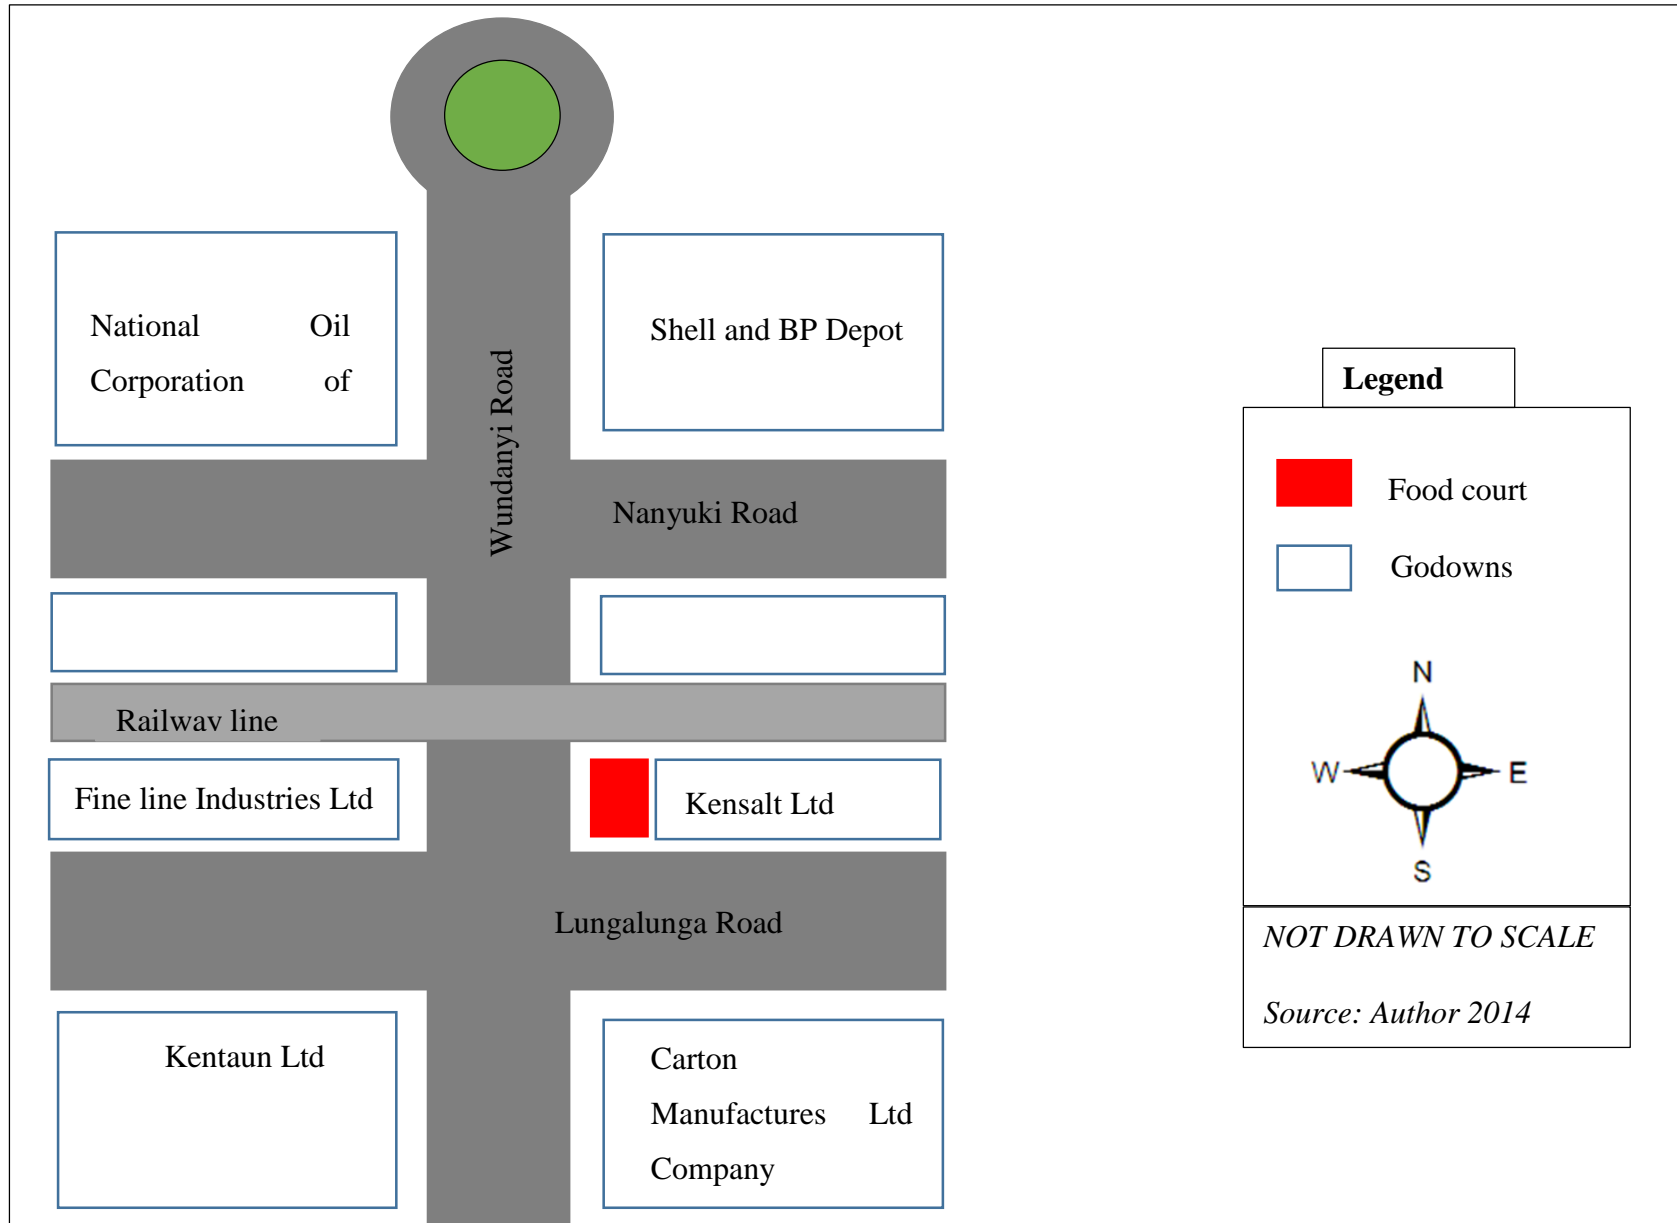 National Oil
Corporation of
Shell and BP Depot
Wundanyi Road
Nanyuki Road
Railway line
Fine line Industries Ltd
Kensalt Ltd
Lungalunga Road
Kentaun Ltd
Carton
Manufactures Ltd
Company
Legend
Food court
Godowns
N
W
E
S
NOT DRAWN TO SCALE
Source: Author 2014